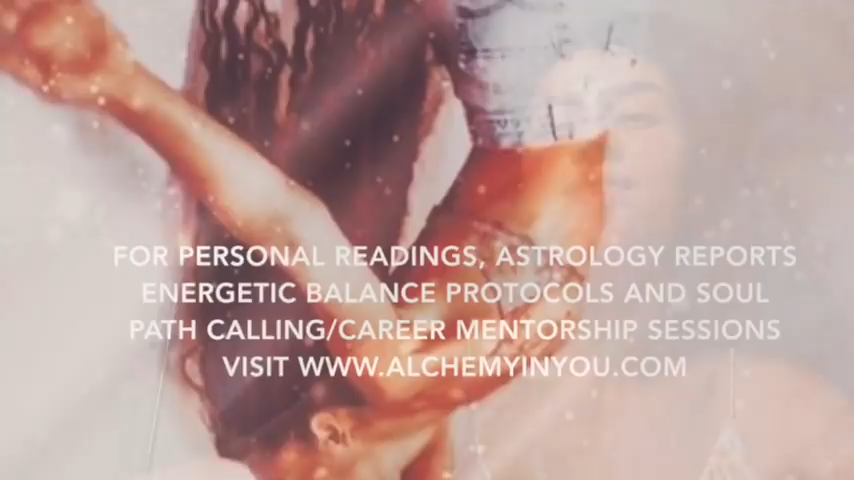 FOR PERSONAL READINGS, ASTROLOGY REPORTS
ENERGETIC BALANCE PROTOCOLS AND SOUL
PATH CALLING/CAREER MENTORSHIP SESSIONS
VISIT WWW.ALCHEMYINYOU.COM